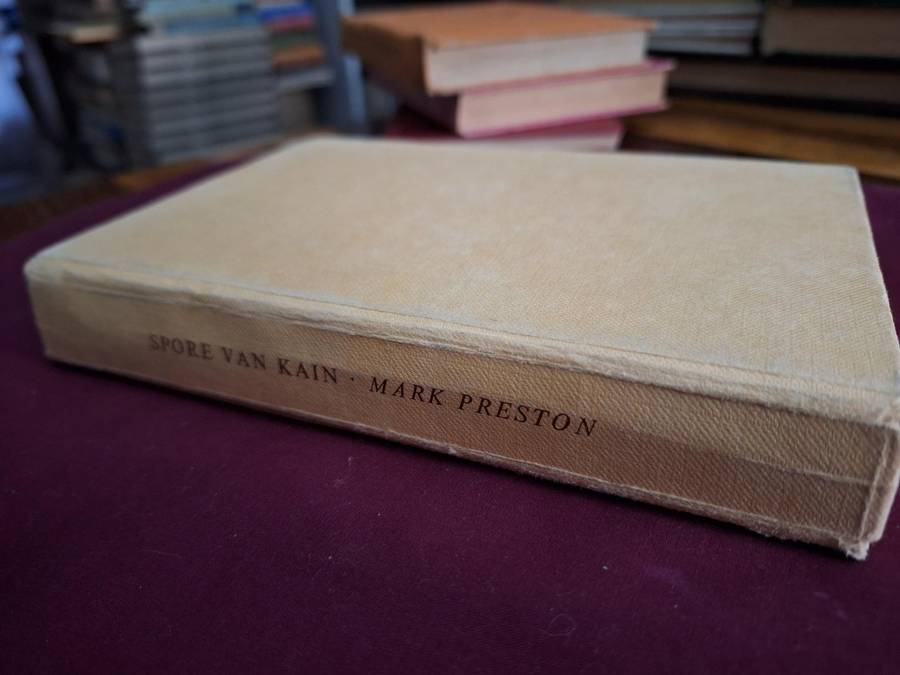 SPORE VAN KAIN · MARK PRESTON